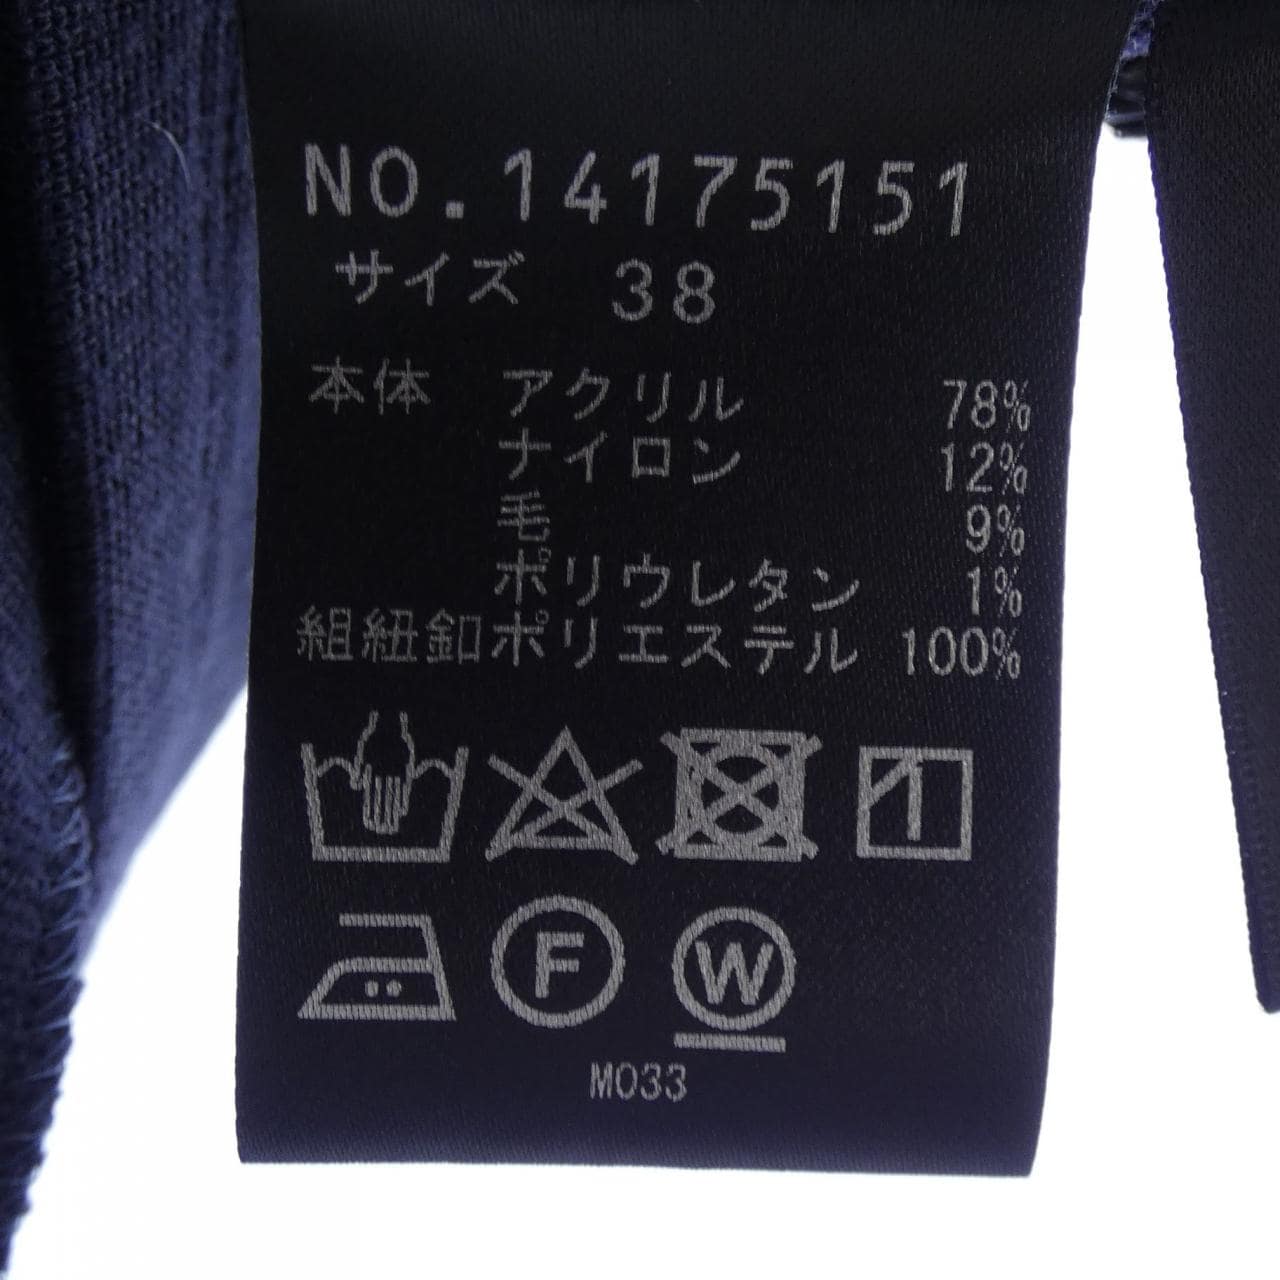 NO.14175151
サイズ 38
本体 アクリル 78%
ナイロン 12%
毛 9%
ポリウレタン 1%
組紐釦ポリエステル 100%
F W
M033